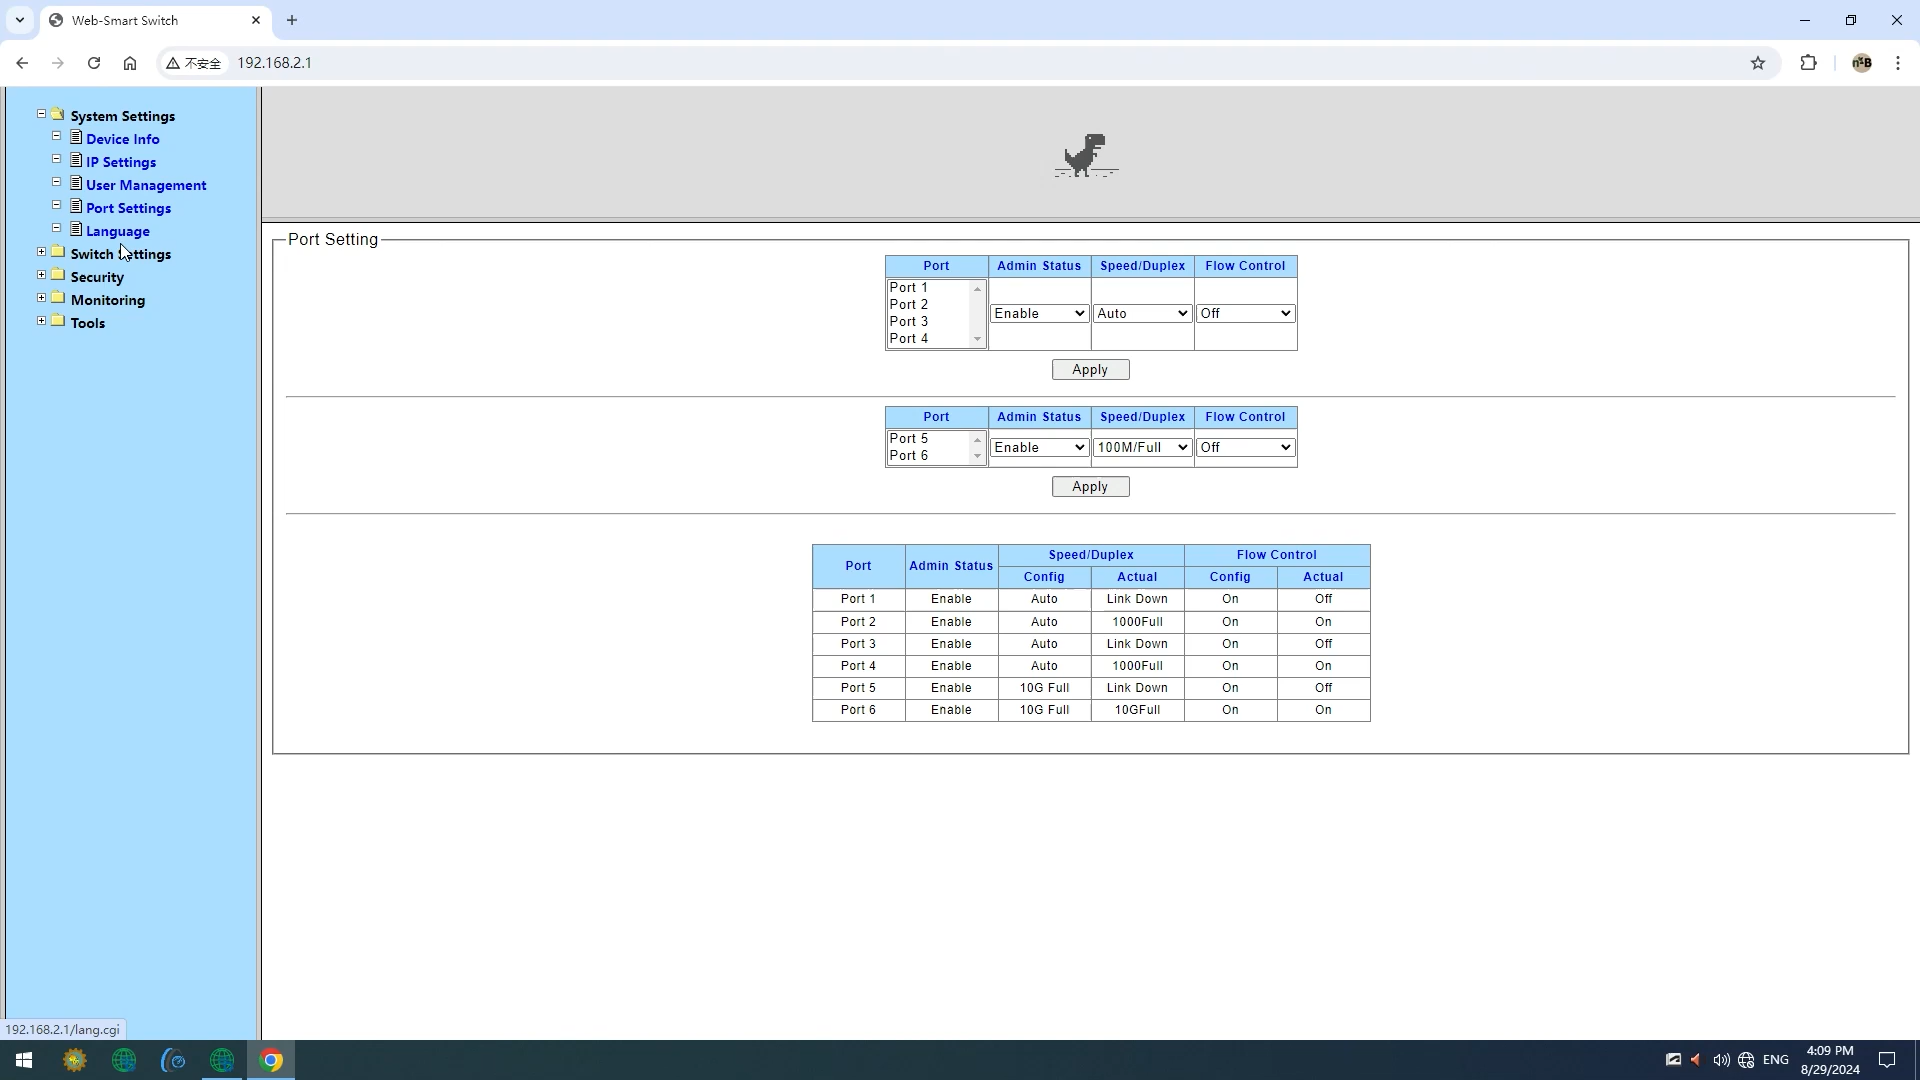 Web-Smart Switch
不安全 192.168.2.1
System Settings
Device Info
IP Settings
User Management
Port Settings
Language
Switch Settings
Security
Monitoring
Tools
Port Setting
Port Admin Status Speed/Duplex Flow Control
Port 1
Port 2
Port 3
Port 4
Enable Auto Off
Apply
Port Admin Status Speed/Duplex Flow Control
Port 5
Port 6
Enable 100M/Full Off
Apply
Port Admin Status Speed/Duplex Flow Control
Config Actual Config Actual
Port 1 Enable Auto Link Down On Off
Port 2 Enable Auto 1000Full On On
Port 3 Enable Auto Link Down On Off
Port 4 Enable Auto 1000Full On On
Port 5 Enable 10G Full Link Down On Off
Port 6 Enable 10G Full 10GFull On On
192.168.2.1/lang.cgi
ENG
4:09 PM
8/29/2024